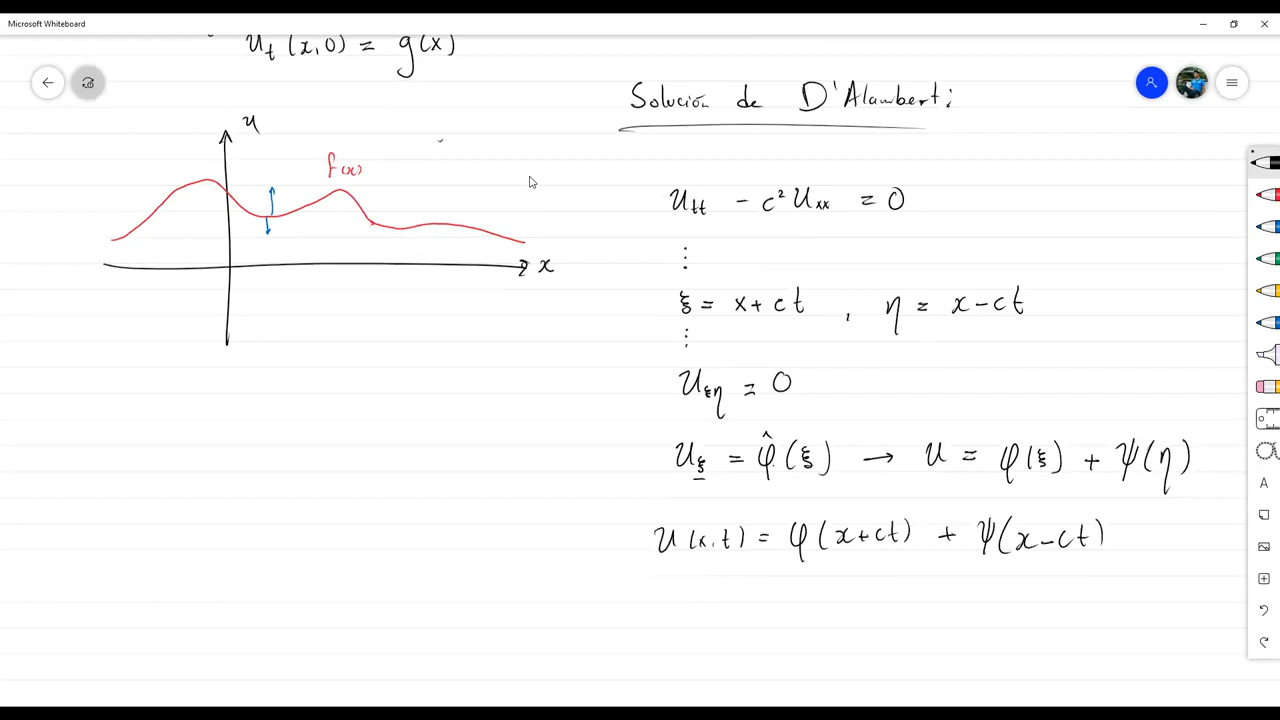 Microsoft Whiteboard
u_t (x,0) = g(x)
Solución de D'Alambert:
u
f(x)
x
u_tt - c² u_xx = 0
⋮
ξ = x+ct , η = x-ct
⋮
u_ξη = 0
u_ξ = φ̂(ξ) → u = φ(ξ) + ψ(η)
u(x,t) = φ(x+ct) + ψ(x-ct)
A